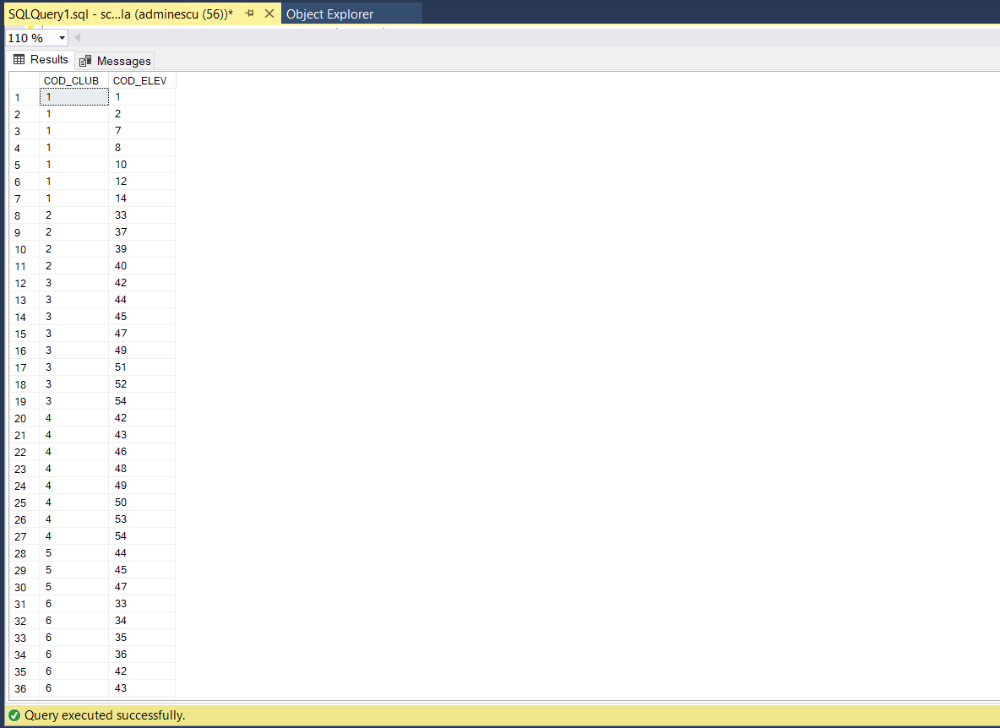 SQLQuery1.sql - sc...la (adminescu (56))* Object Explorer
110 %
Results Messages
COD_CLUB COD_ELEV
1 1 1
2 1 2
3 1 7
4 1 8
5 1 10
6 1 12
7 1 14
8 2 33
9 2 37
10 2 39
11 2 40
12 3 42
13 3 44
14 3 45
15 3 47
16 3 49
17 3 51
18 3 52
19 3 54
20 4 42
21 4 43
22 4 46
23 4 48
24 4 49
25 4 50
26 4 53
27 4 54
28 5 44
29 5 45
30 5 47
31 6 33
32 6 34
33 6 35
34 6 36
35 6 42
36 6 43
Query executed successfully.